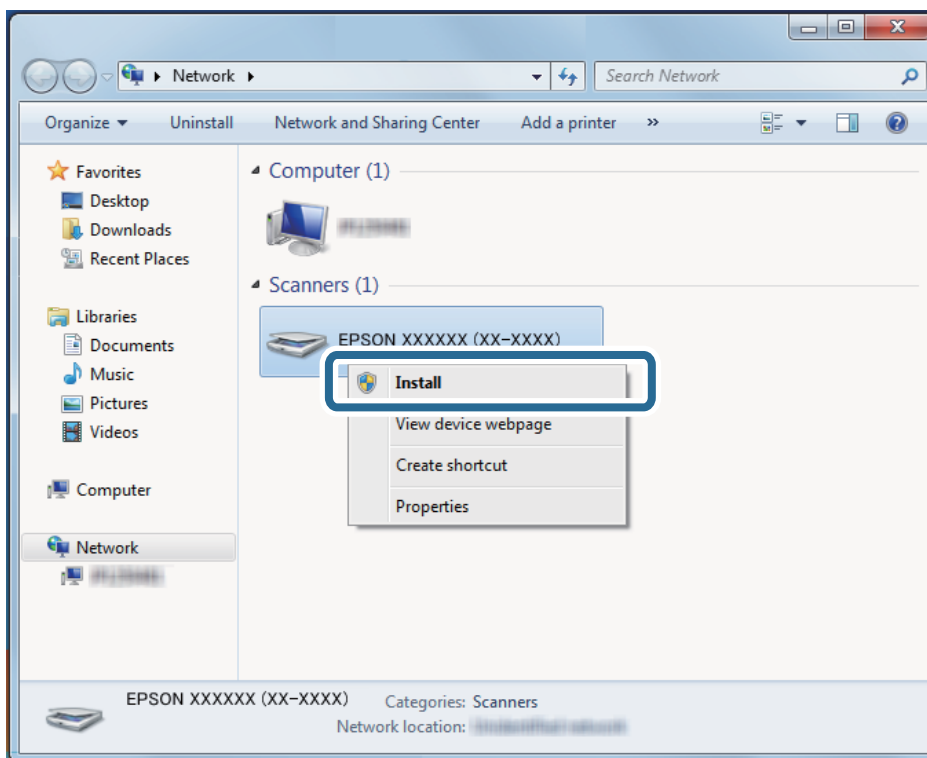 Network
Search Network
Organize Uninstall Network and Sharing Center Add a printer »
Favorites
Desktop
Downloads
Recent Places
Libraries
Documents
Music
Pictures
Videos
Computer
Network
Computer (1)
Scanners (1)
EPSON XXXXXX (XX-XXXX)
Install
View device webpage
Create shortcut
Properties
EPSON XXXXXX (XX-XXXX) Categories: Scanners
Network location: